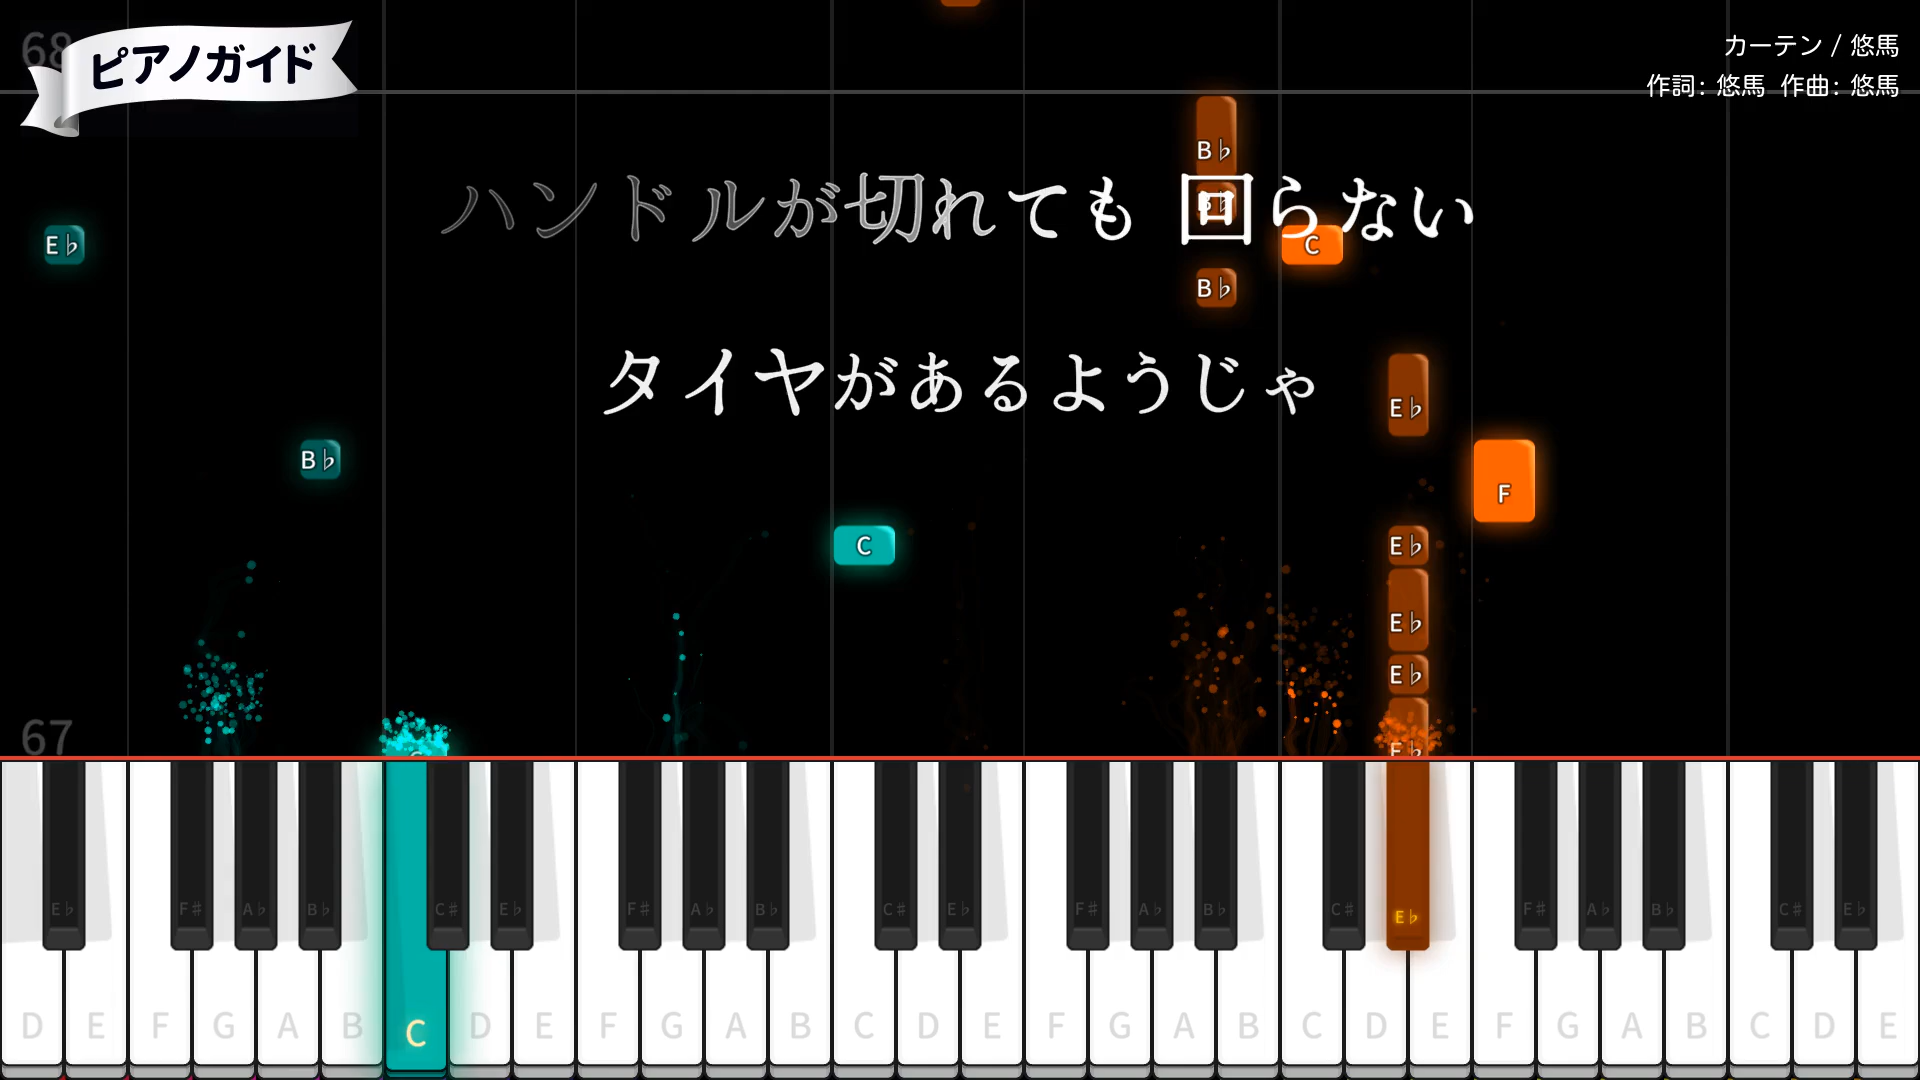 68
ピアノガイド
カーテン / 悠馬
作詞: 悠馬 作曲: 悠馬
B♭
ハンドルが切れても 回らない
B♭
E♭
C
B♭
タイヤがあるようじゃ
E♭
B♭
F
C
E♭
E♭
E♭
67
C
E♭
E♭ F# A♭ B♭ C# E♭ F# A♭ B♭ C# E♭ F# A♭ B♭ C# E♭ F# A♭ B♭ C# E♭
D E F G A B C D E F G A B C D E F G A B C D E F G A B C D E